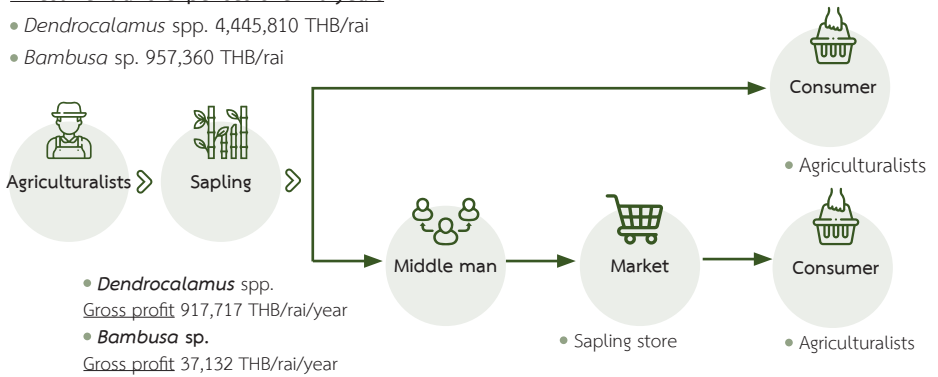 • Dendrocalamus spp. 4,445,810 THB/rai
• Bambusa sp. 957,360 THB/rai
Consumer
• Agriculturalists
Agriculturalists
Sapling
Middle man
Market
Consumer
• Sapling store
• Agriculturalists
• Dendrocalamus spp.
Gross profit 917,717 THB/rai/year
• Bambusa sp.
Gross profit 37,132 THB/rai/year